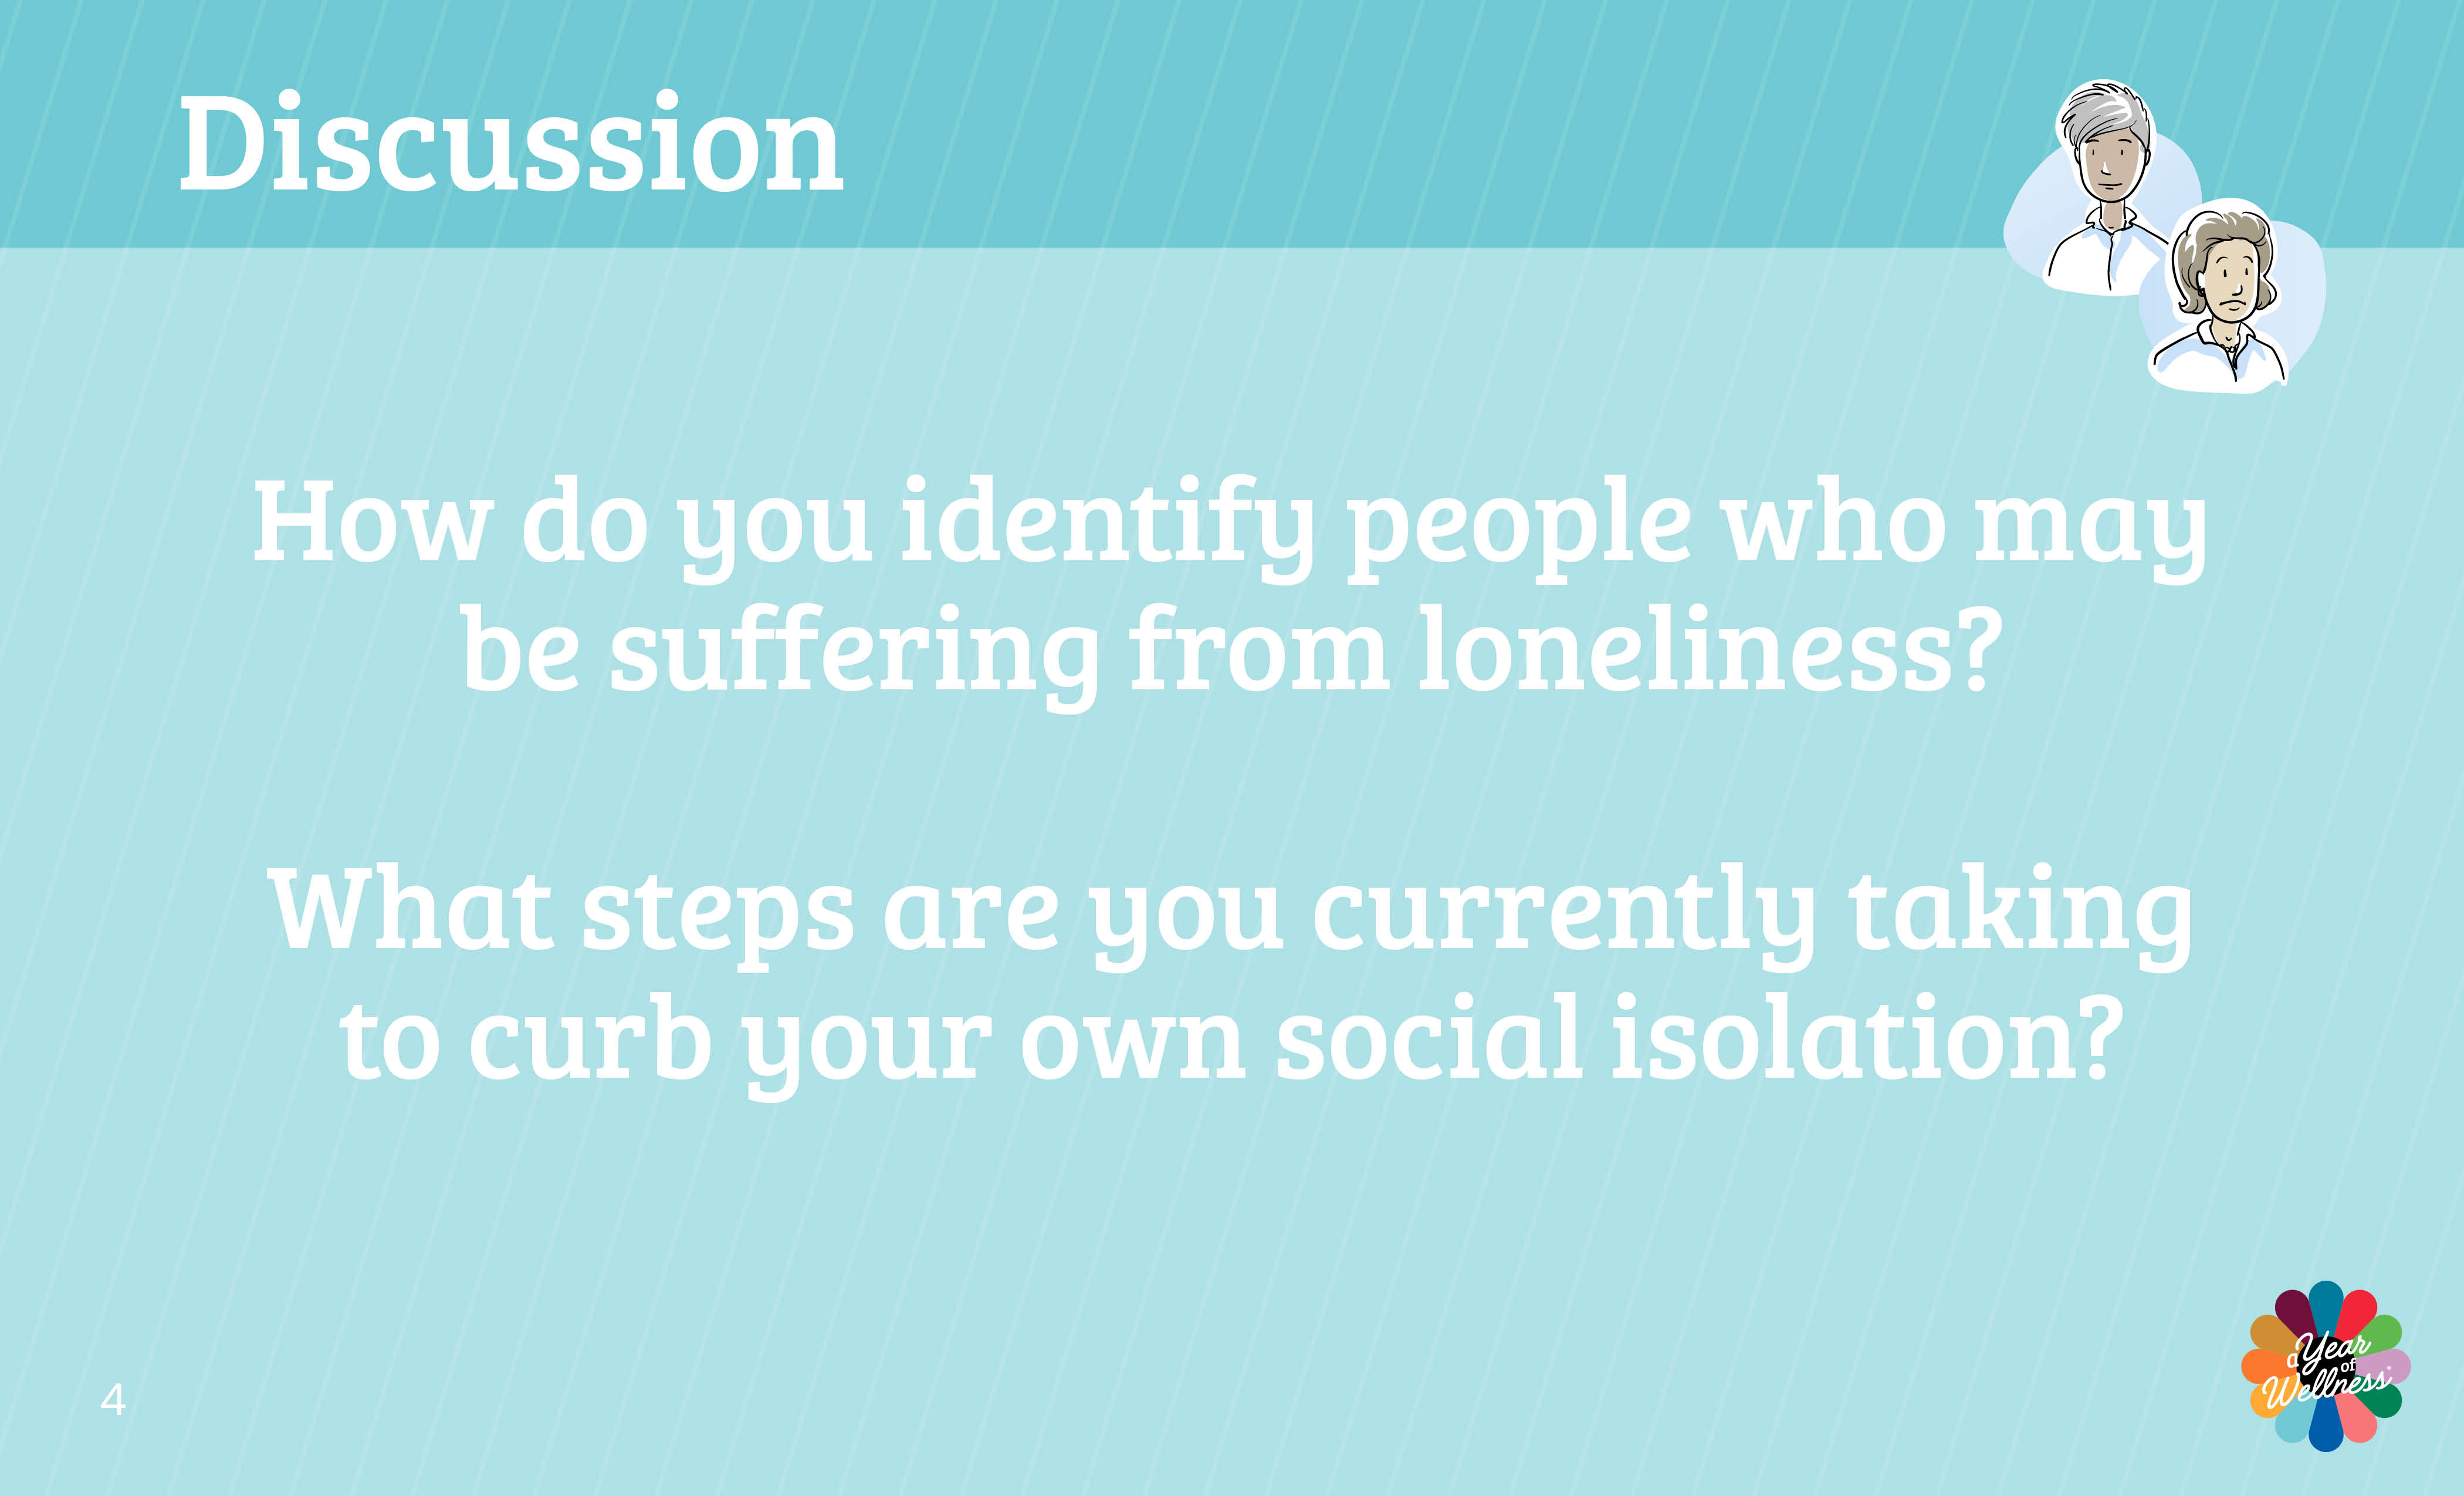 Discussion
How do you identify people who may
be suffering from loneliness?
What steps are you currently taking
to curb your own social isolation?
4
a Year
of
Wellness